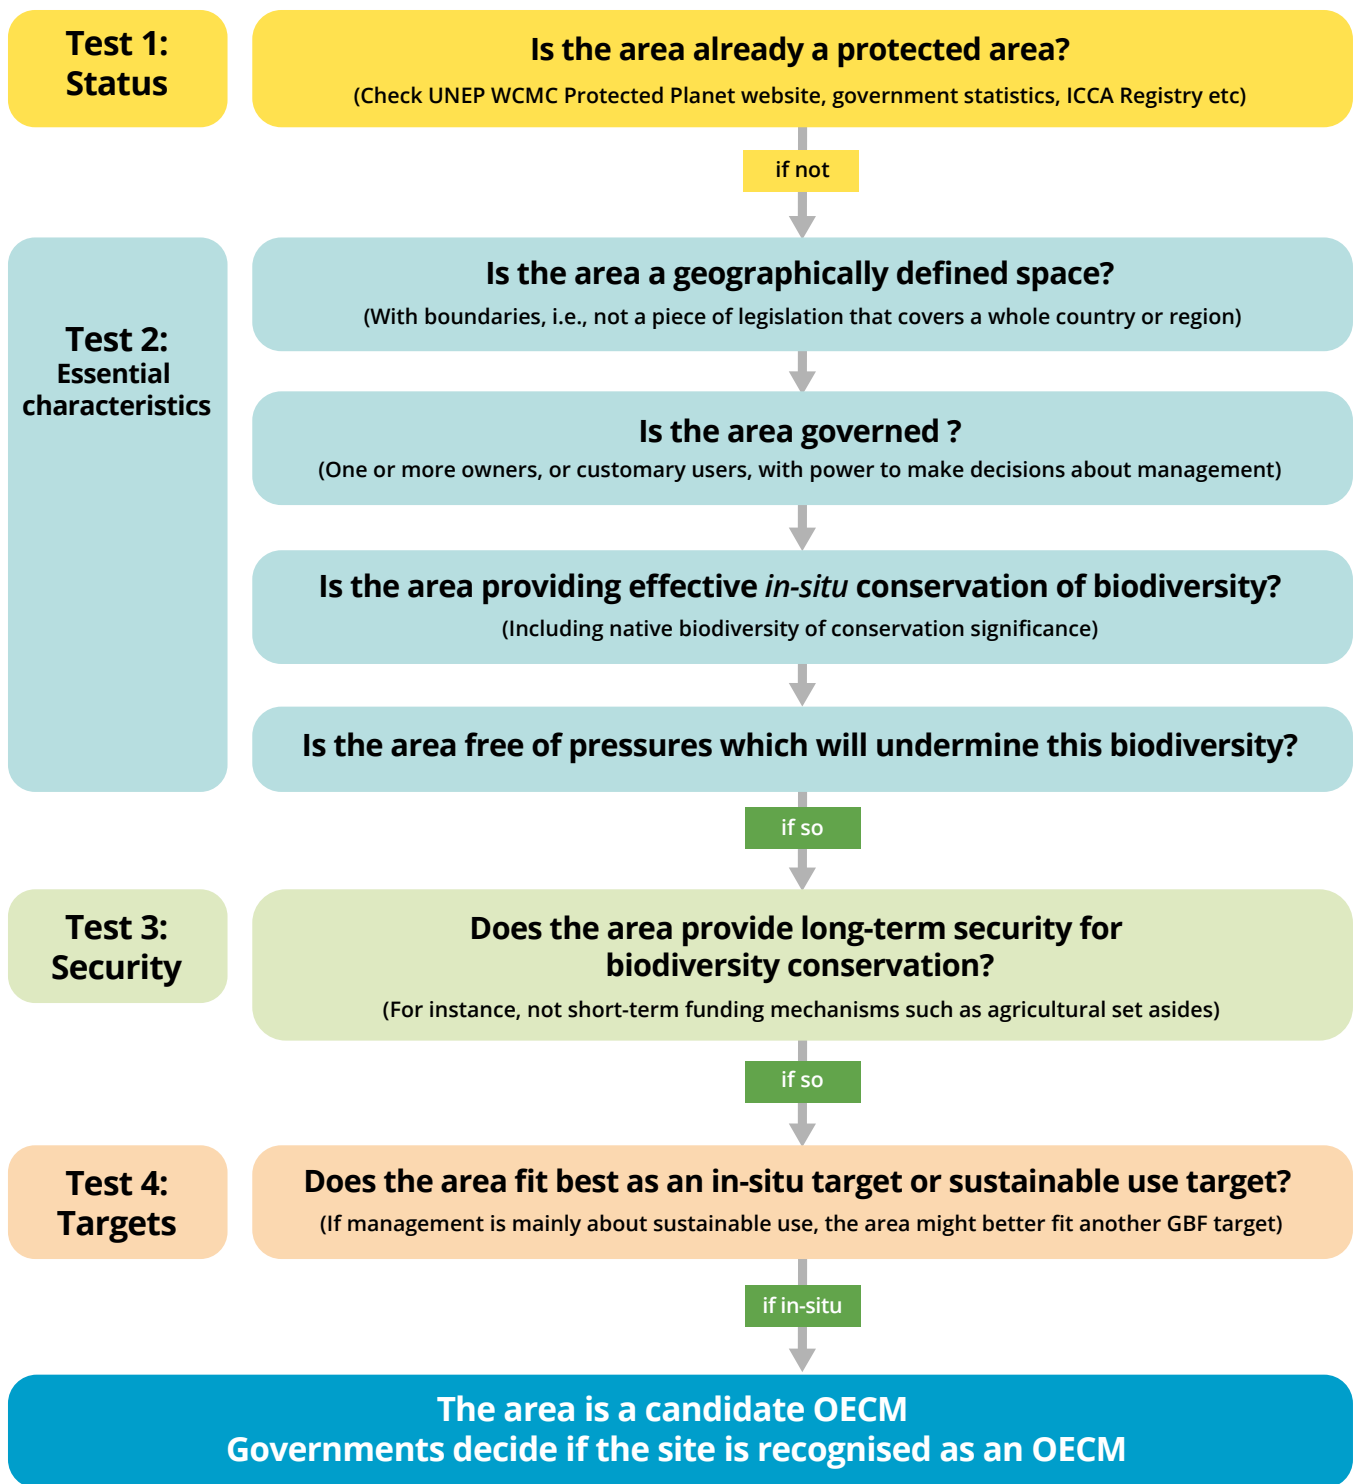 Test 1:
Status
Is the area already a protected area?
(Check UNEP WCMC Protected Planet website, government statistics, ICCA Registry etc)
if not
Test 2:
Essential
characteristics
Is the area a geographically defined space?
(With boundaries, i.e., not a piece of legislation that covers a whole country or region)
Is the area governed ?
(One or more owners, or customary users, with power to make decisions about management)
Is the area providing effective in-situ conservation of biodiversity?
(Including native biodiversity of conservation significance)
Is the area free of pressures which will undermine this biodiversity?
if so
Test 3:
Security
Does the area provide long-term security for
biodiversity conservation?
(For instance, not short-term funding mechanisms such as agricultural set asides)
if so
Test 4:
Targets
Does the area fit best as an in-situ target or sustainable use target?
(If management is mainly about sustainable use, the area might better fit another GBF target)
if in-situ
The area is a candidate OECM
Governments decide if the site is recognised as an OECM